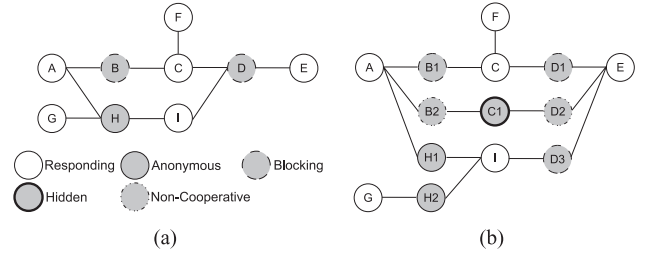 F
A B C D E
G H I
Responding Anonymous Blocking
Hidden Non-Cooperative
(a)
F
A B1 C D1 E
B2 C1 D2
H1 I D3
G H2
(b)